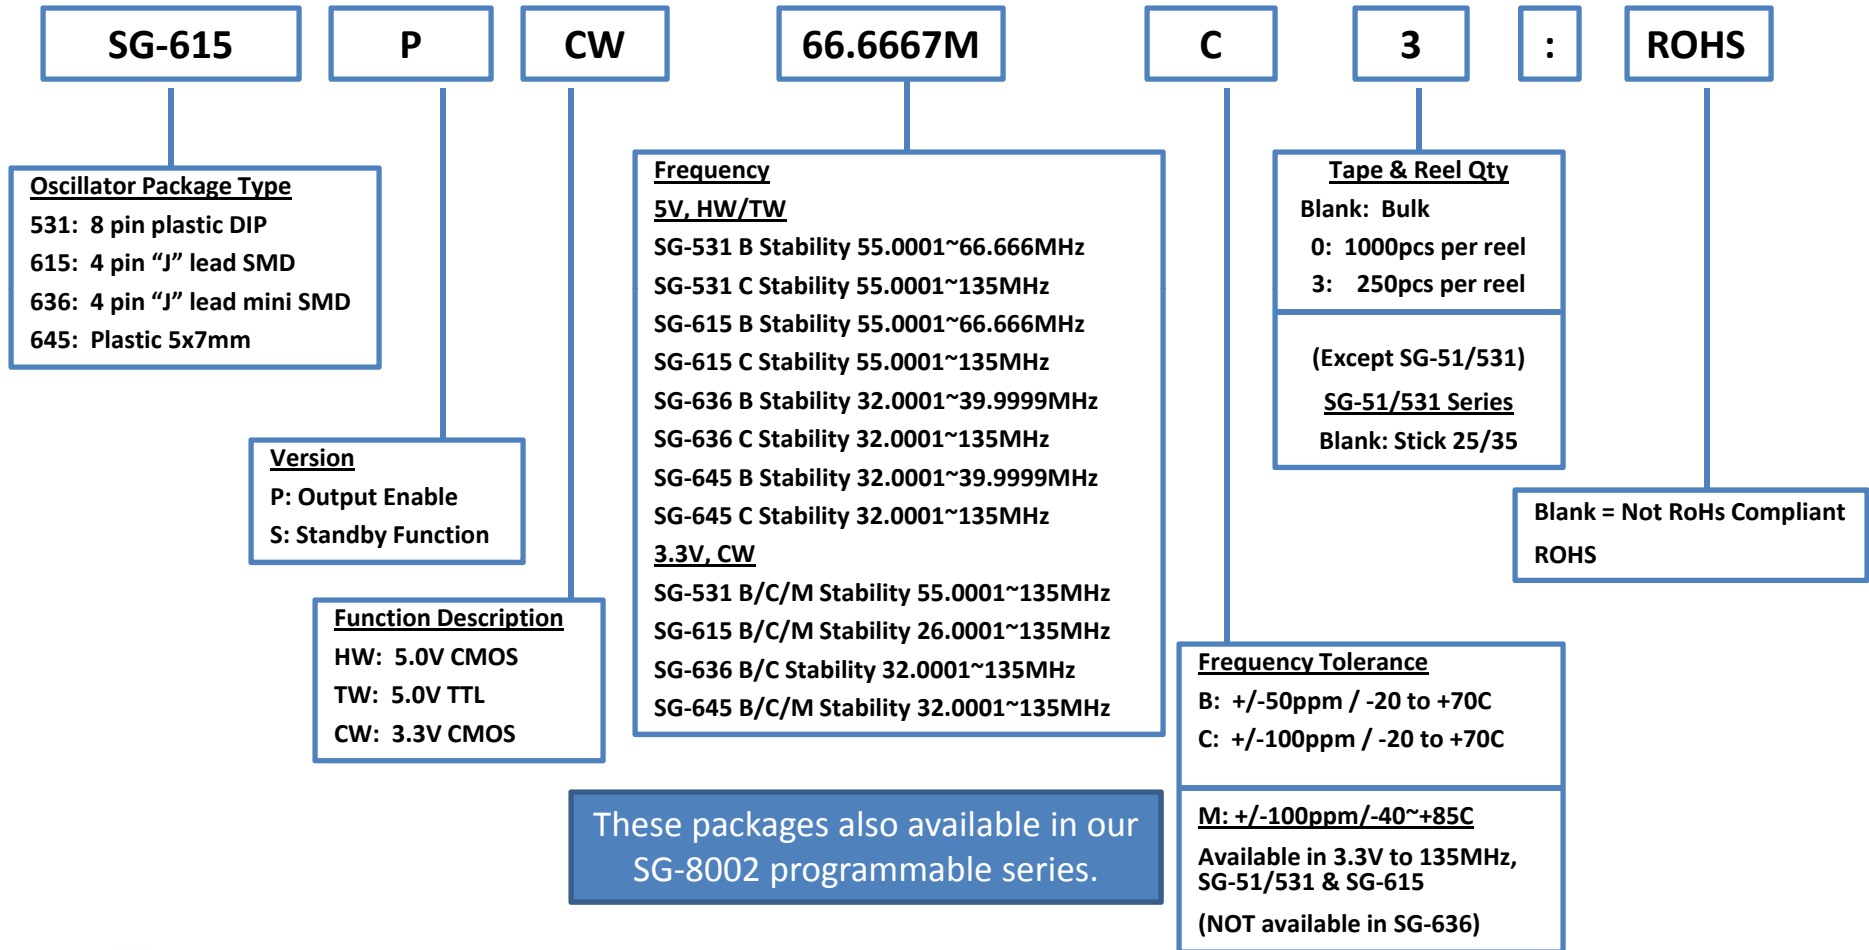 SG-615 P CW 66.6667M C 3 : ROHS
Oscillator Package Type
531: 8 pin plastic DIP
615: 4 pin “J” lead SMD
636: 4 pin “J” lead mini SMD
645: Plastic 5x7mm
Version
P: Output Enable
S: Standby Function
Function Description
HW: 5.0V CMOS
TW: 5.0V TTL
CW: 3.3V CMOS
Frequency
5V, HW/TW
SG-531 B Stability 55.0001~66.666MHz
SG-531 C Stability 55.0001~135MHz
SG-615 B Stability 55.0001~66.666MHz
SG-615 C Stability 55.0001~135MHz
SG-636 B Stability 32.0001~39.9999MHz
SG-636 C Stability 32.0001~135MHz
SG-645 B Stability 32.0001~39.9999MHz
SG-645 C Stability 32.0001~135MHz
3.3V, CW
SG-531 B/C/M Stability 55.0001~135MHz
SG-615 B/C/M Stability 26.0001~135MHz
SG-636 B/C Stability 32.0001~135MHz
SG-645 B/C/M Stability 32.0001~135MHz
These packages also available in our
SG-8002 programmable series.
Tape & Reel Qty
Blank: Bulk
0: 1000pcs per reel
3: 250pcs per reel
(Except SG-51/531)
SG-51/531 Series
Blank: Stick 25/35
Frequency Tolerance
B: +/-50ppm / -20 to +70C
C: +/-100ppm / -20 to +70C
M: +/-100ppm/-40~+85C
Available in 3.3V to 135MHz,
SG-51/531 & SG-615
(NOT available in SG-636)
Blank = Not RoHs Compliant
ROHS